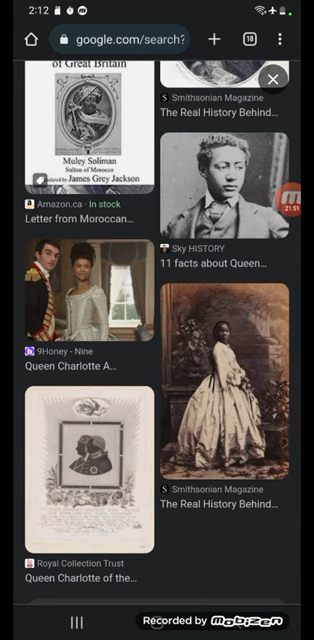 2:12
google.com/search?
18
of Great Britain
Muley Soliman
Sultan of Morocco
James Grey Jackson
Amazon.ca · In stock
Letter from Moroccan...
9Honey - Nine
Queen Charlotte A...
Royal Collection Trust
Queen Charlotte of the...
S Smithsonian Magazine
The Real History Behind...
21:51
Sky HISTORY
11 facts about Queen...
S Smithsonian Magazine
The Real History Behind...
Recorded by Mobizen